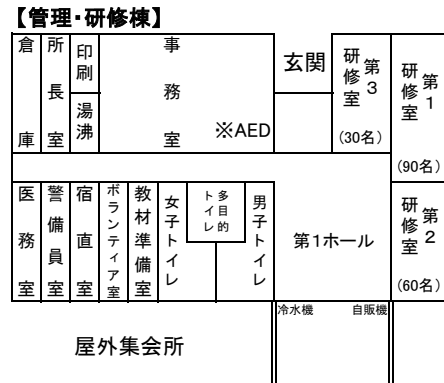 【管理・研修棟】
倉庫
所長室
印刷
湯沸
事務室
※AED
玄関
第3
研修室
(30名)
第1
研修室
(90名)
医務室
警備員室
宿直室
ボランティア室
教材準備室
女子トイレ
多目的
トイレ
男子トイレ
第1ホール
第2
研修室
(60名)
冷水機
自販機
屋外集会所